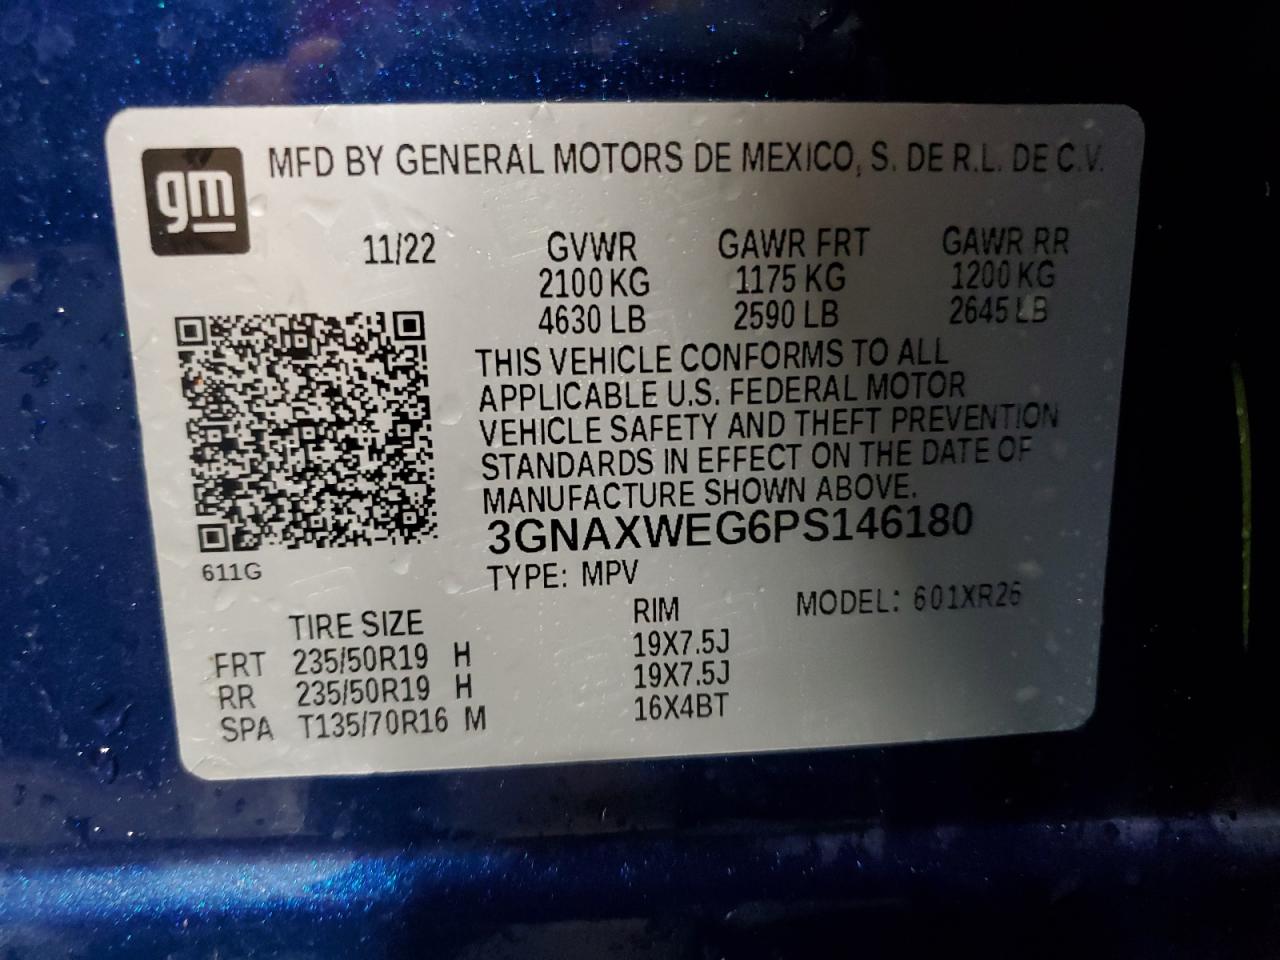 gm
MFD BY GENERAL MOTORS DE MEXICO, S. DE R.L. DE C.V.
11/22 GVWR GAWR FRT GAWR RR
2100 KG 1175 KG 1200 KG
4630 LB 2590 LB 2645 LB
THIS VEHICLE CONFORMS TO ALL
APPLICABLE U.S. FEDERAL MOTOR
VEHICLE SAFETY AND THEFT PREVENTION
STANDARDS IN EFFECT ON THE DATE OF
MANUFACTURE SHOWN ABOVE.
3GNAXWEG6PS146180
611G
TYPE: MPV
MODEL: 601XR26
TIRE SIZE RIM
FRT 235/50R19 H 19X7.5J
RR 235/50R19 H 19X7.5J
SPA T135/70R16 M 16X4BT